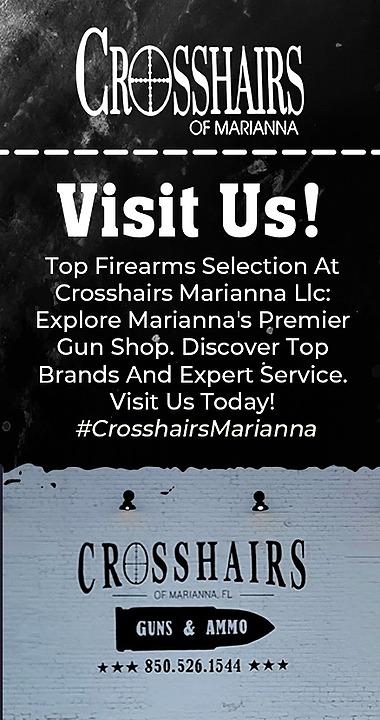 CROSSHAIRS
OF MARIANNA
Visit Us!
Top Firearms Selection At
Crosshairs Marianna Llc:
Explore Marianna's Premier
Gun Shop. Discover Top
Brands And Expert Service.
Visit Us Today!
#CrosshairsMarianna
CROSSHAIRS
OF MARIANNA, FL
GUNS & AMMO
★★★ 850.526.1544 ★★★